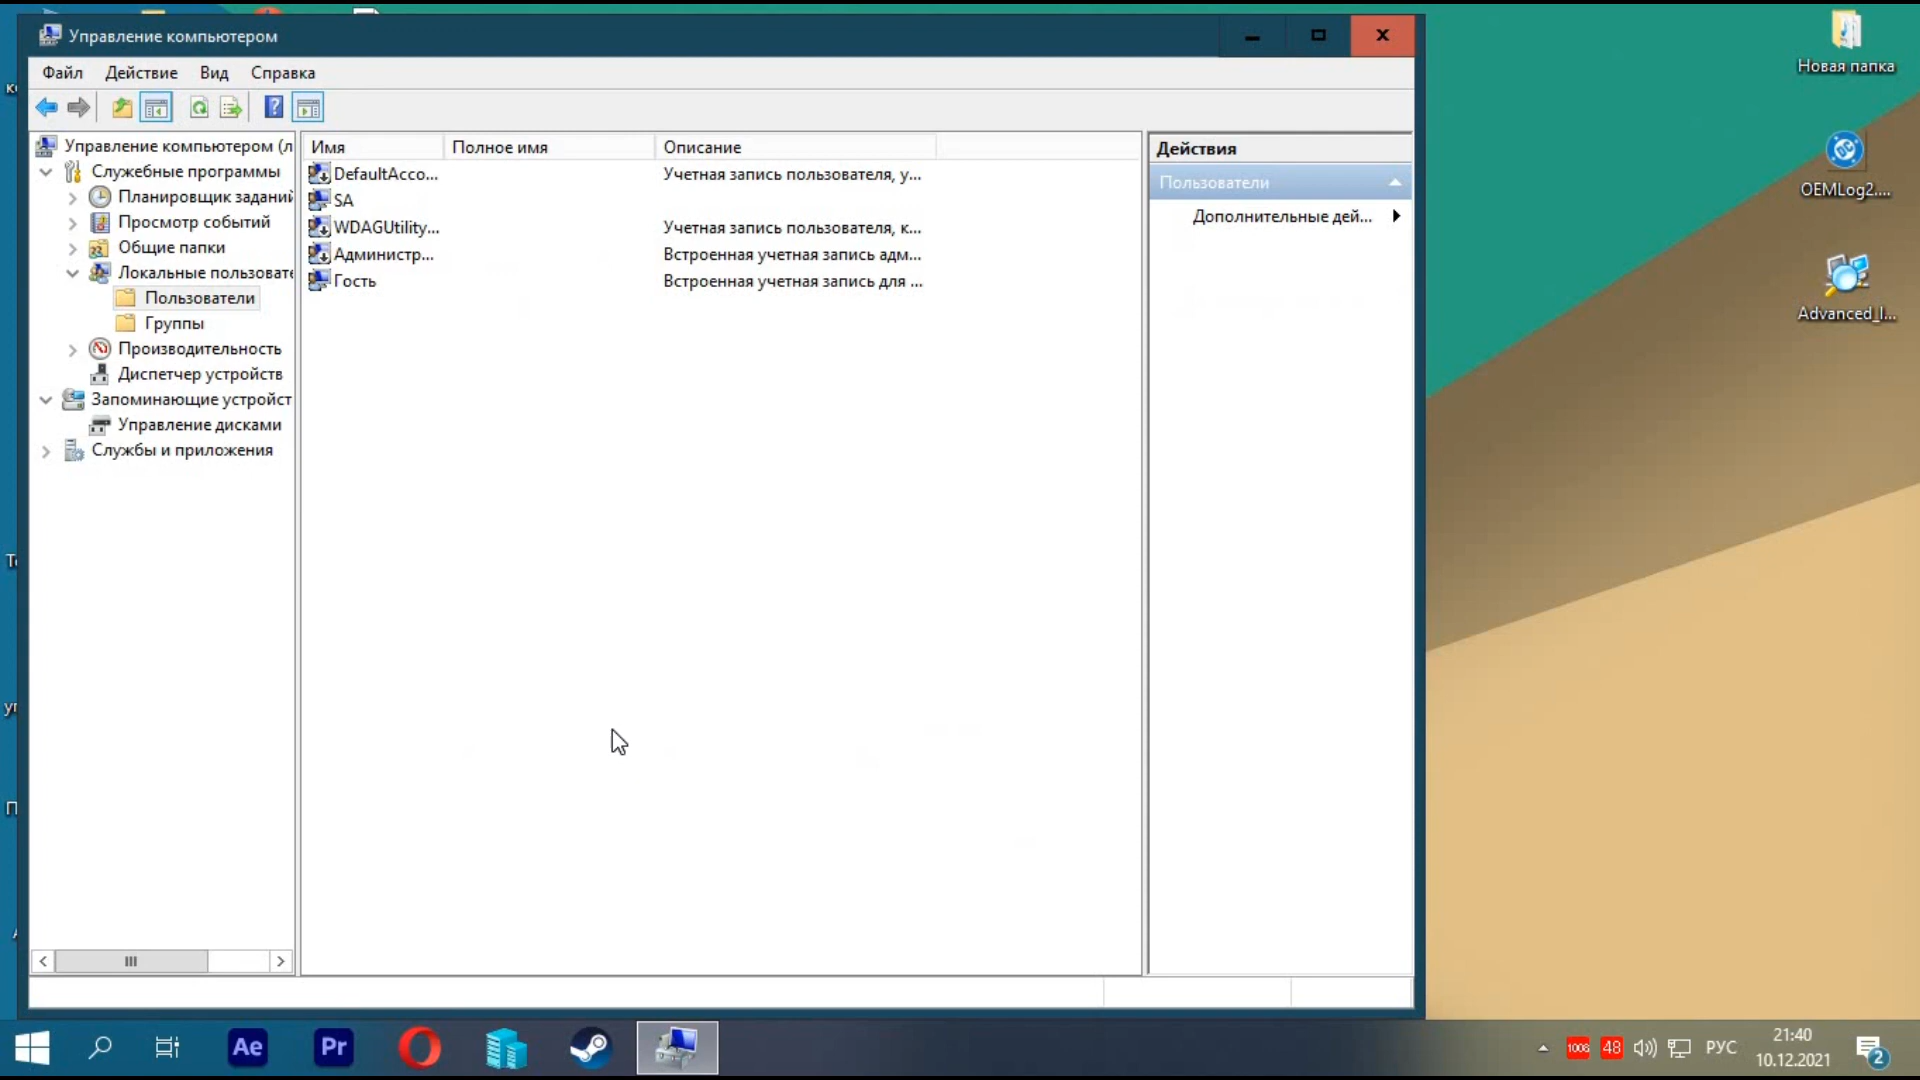 Управление компьютером
Файл Действие Вид Справка
Управление компьютером (л
Служебные программы
Планировщик заданий
Просмотр событий
Общие папки
Локальные пользовате
Пользователи
Группы
Производительность
Диспетчер устройств
Запоминающие устройст
Управление дисками
Службы и приложения
Имя Полное имя Описание
DefaultAcco... Учетная запись пользователя, у...
SA
WDAGUtility... Учетная запись пользователя, к...
Администр... Встроенная учетная запись адм...
Гость Встроенная учетная запись для ...
Действия
Пользователи
Дополнительные дей...
Новая папка
OEMLog2....
Advanced_I...
Ae Pr
48
РУС
21:40
10.12.2021
2